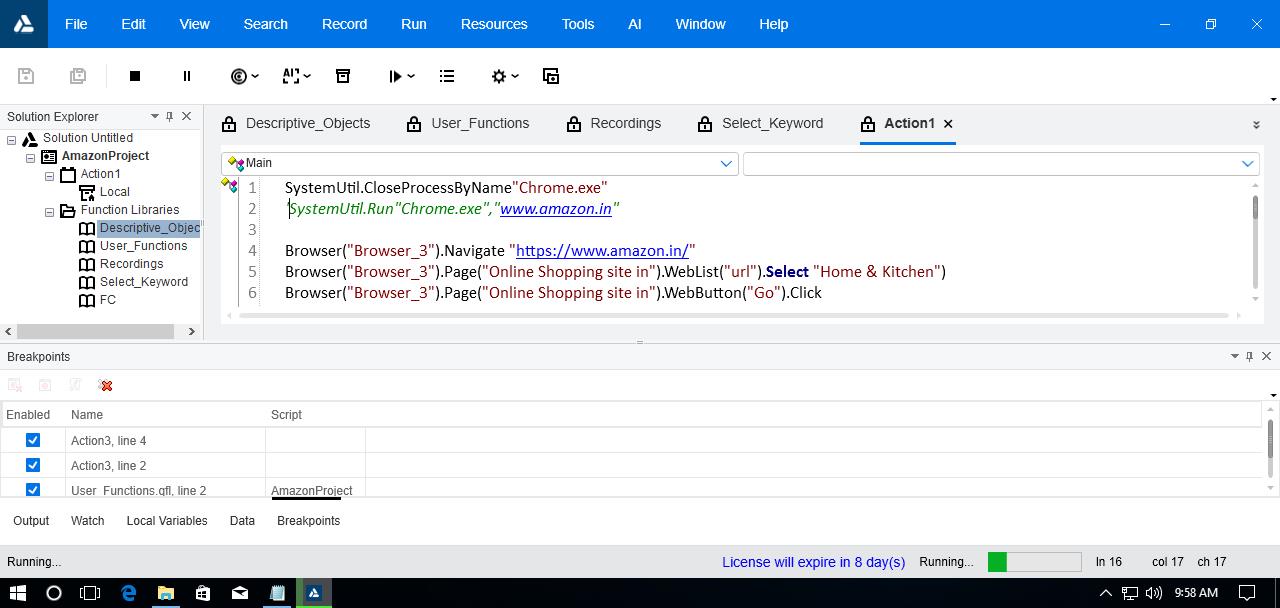 File Edit View Search Record Run Resources Tools AI Window Help
Solution Explorer
Solution Untitled
AmazonProject
Action1
Local
Function Libraries
Descriptive_Objec
User_Functions
Recordings
Select_Keyword
FC
Descriptive_Objects User_Functions Recordings Select_Keyword Action1
Main
1 SystemUtil.CloseProcessByName"Chrome.exe"
2 'SystemUtil.Run"Chrome.exe","www.amazon.in"
3
4 Browser("Browser_3").Navigate "https://www.amazon.in/"
5 Browser("Browser_3").Page("Online Shopping site in").WebList("url").Select "Home & Kitchen")
6 Browser("Browser_3").Page("Online Shopping site in").WebButton("Go").Click
Breakpoints
Enabled Name Script
Action3, line 4
Action3, line 2
User_Functions.qfl, line 2 AmazonProject
Output Watch Local Variables Data Breakpoints
Running... License will expire in 8 day(s) Running... ln 16 col 17 ch 17
9:58 AM